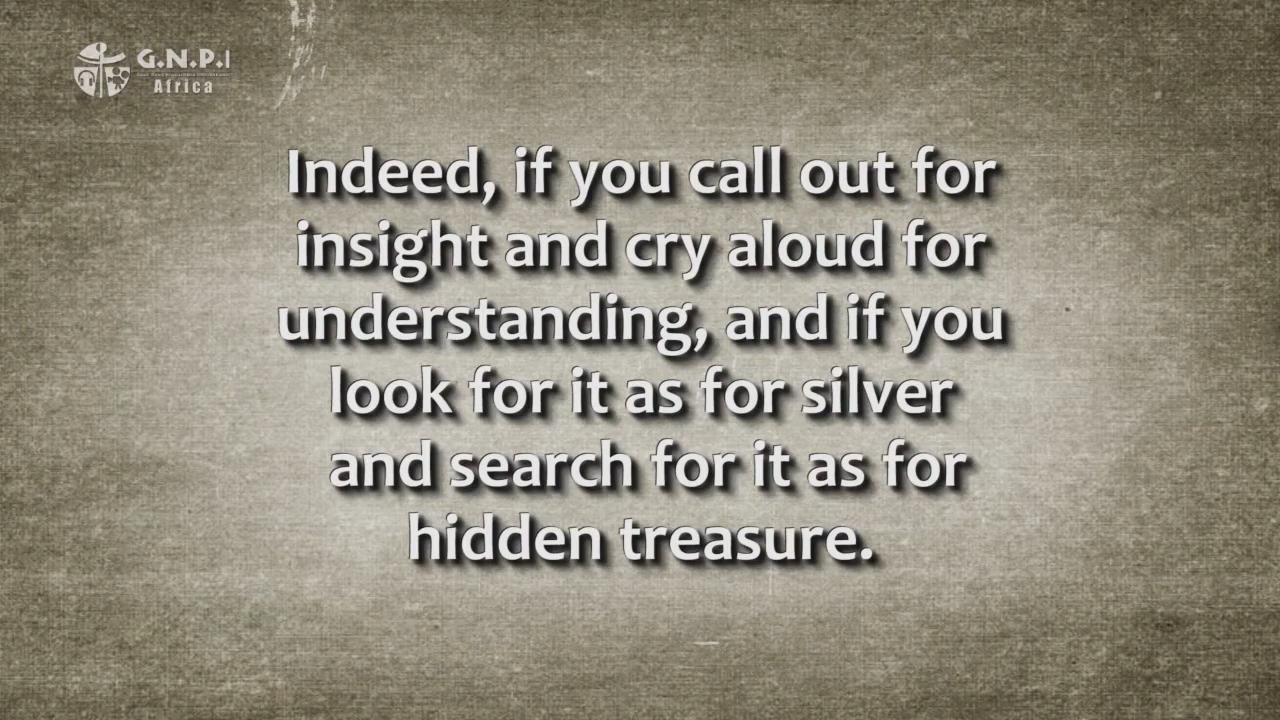 G.N.P.I
Africa
Indeed, if you call out for
insight and cry aloud for
understanding, and if you
look for it as for silver
and search for it as for
hidden treasure.